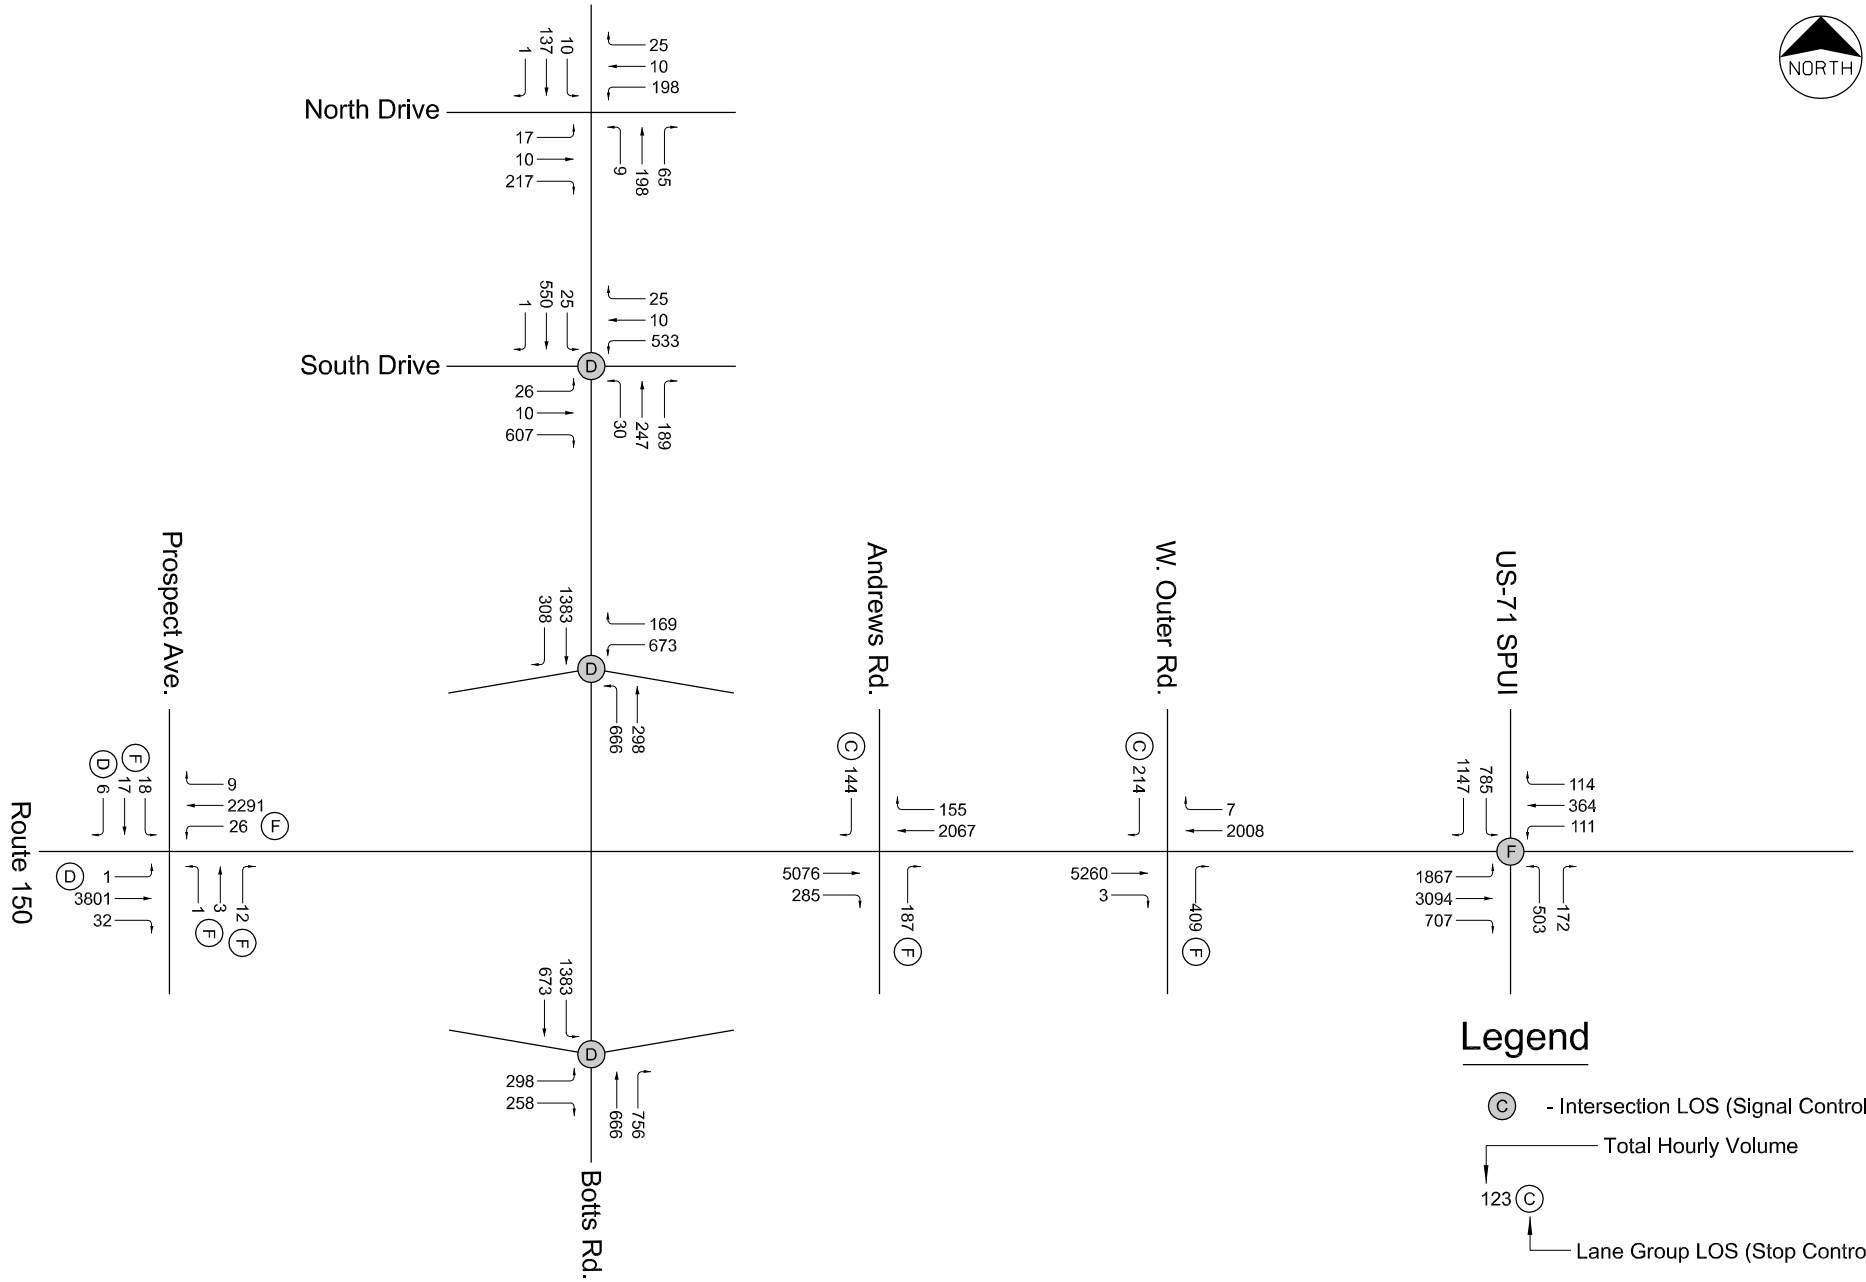 NORTH
1
137
10
25
10
198
North Drive
17
10
217
9
198
65
1
550
25
25
10
533
South Drive
D
26
10
607
30
247
189
308
1383
169
673
D
666
298
Prospect Ave.
Andrews Rd.
W. Outer Rd.
US-71 SPUI
D 6
17
F 18
9
2291
26 F
Route 150
D 1
3801
32
1 F
3
12 F
C 144
155
2067
5076
285
187 F
C 214
7
2008
5260
3
409 F
1147
785
114
364
111
F
1867
3094
707
503
172
673
1383
D
298
258
666
756
Botts Rd.
Legend
C - Intersection LOS (Signal Control
Total Hourly Volume
123 C
Lane Group LOS (Stop Contro